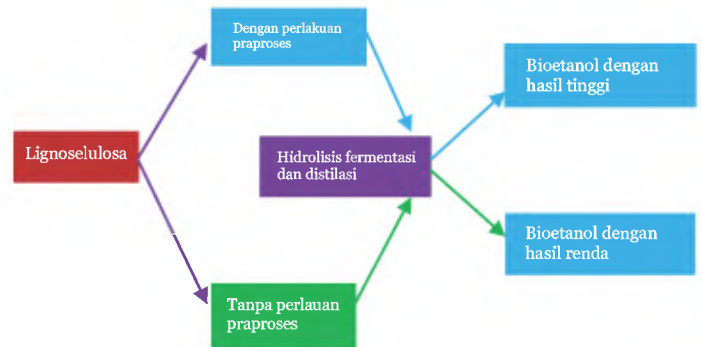 Dengan perlakuan
praproses
Bioetanol dengan
hasil tinggi
Lignoselulosa
Hidrolisis fermentasi
dan distilasi
Bioetanol dengan
hasil renda
Tanpa perlauan
praproses